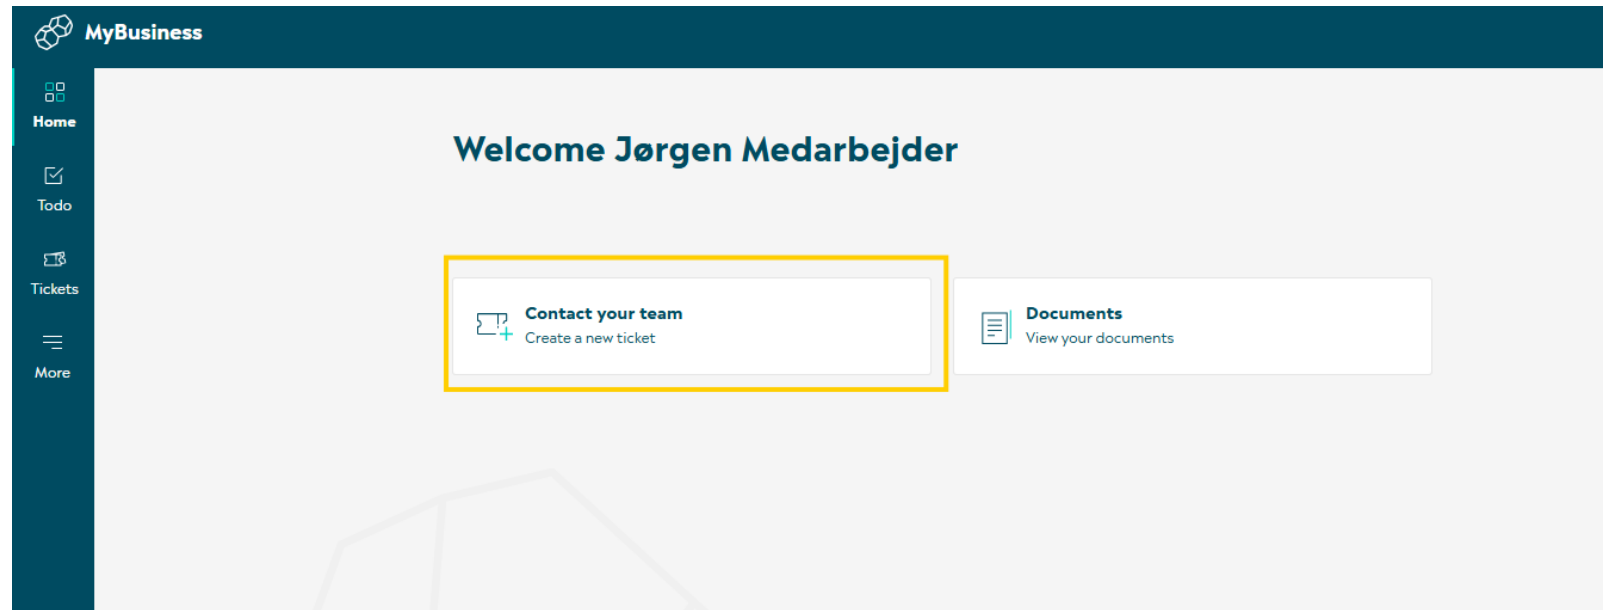 MyBusiness
Home
Todo
Tickets
More
Welcome Jørgen Medarbejder
Contact your team
Create a new ticket
Documents
View your documents